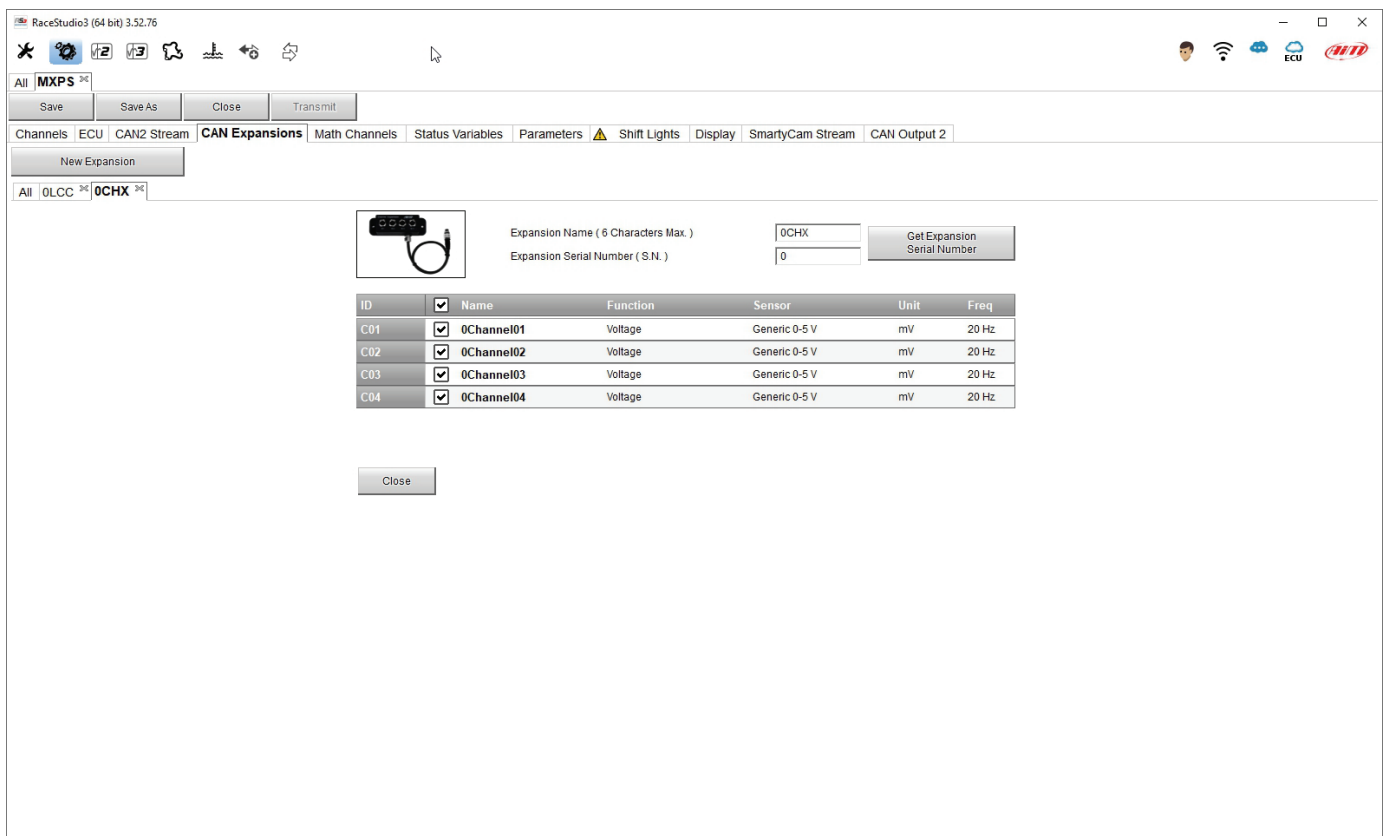 RaceStudio3 (64 bit) 3.52.76
2 3 ECU AiM
All MXPS
Save Save As Close Transmit
Channels ECU CAN2 Stream CAN Expansions Math Channels Status Variables Parameters Shift Lights Display SmartyCam Stream CAN Output 2
New Expansion
All 0LCC 0CHX
Expansion Name ( 6 Characters Max. ) 0CHX
Get Expansion
Serial Number
Expansion Serial Number ( S.N. ) 0
ID Name Function Sensor Unit Freq
C01 0Channel01 Voltage Generic 0-5 V mV 20 Hz
C02 0Channel02 Voltage Generic 0-5 V mV 20 Hz
C03 0Channel03 Voltage Generic 0-5 V mV 20 Hz
C04 0Channel04 Voltage Generic 0-5 V mV 20 Hz
Close